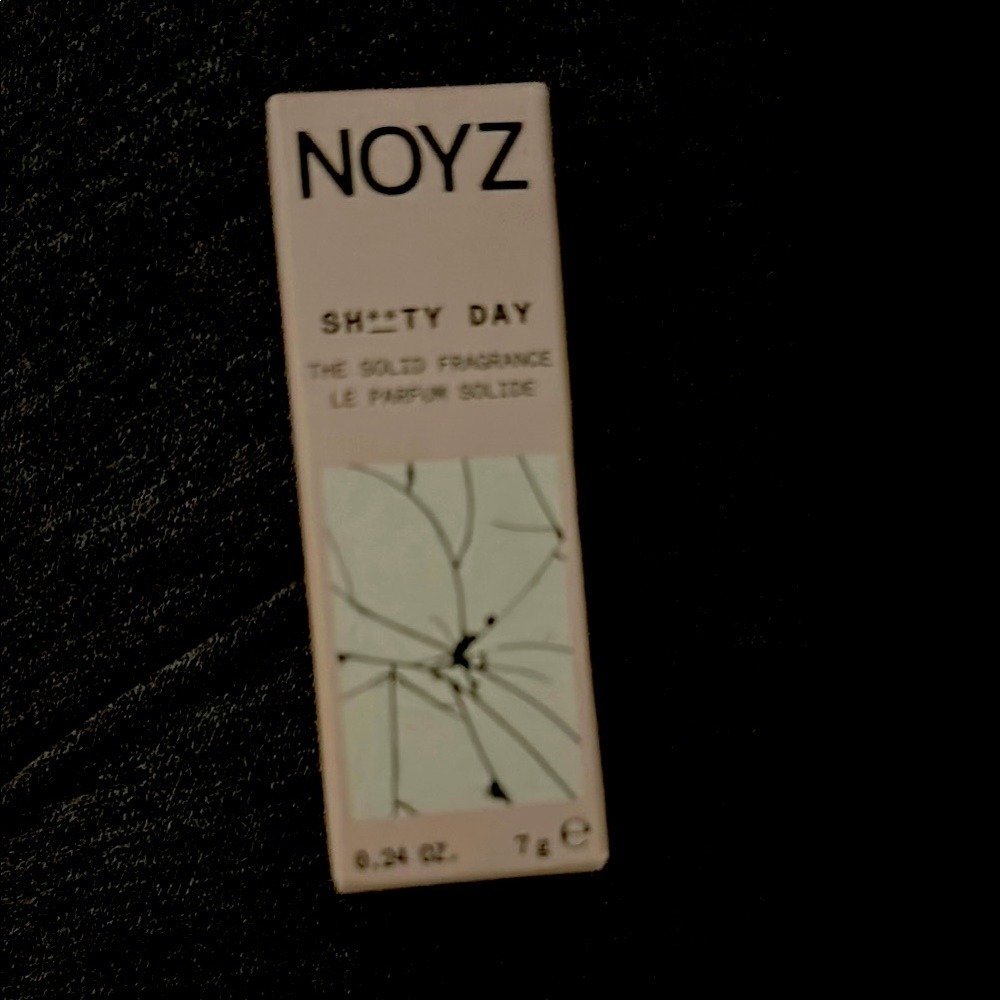 NOYZ
SH**TY DAY
THE SOLID FRAGRANCE
LE PARFUM SOLIDE
0.24 OZ. 7 g ℮